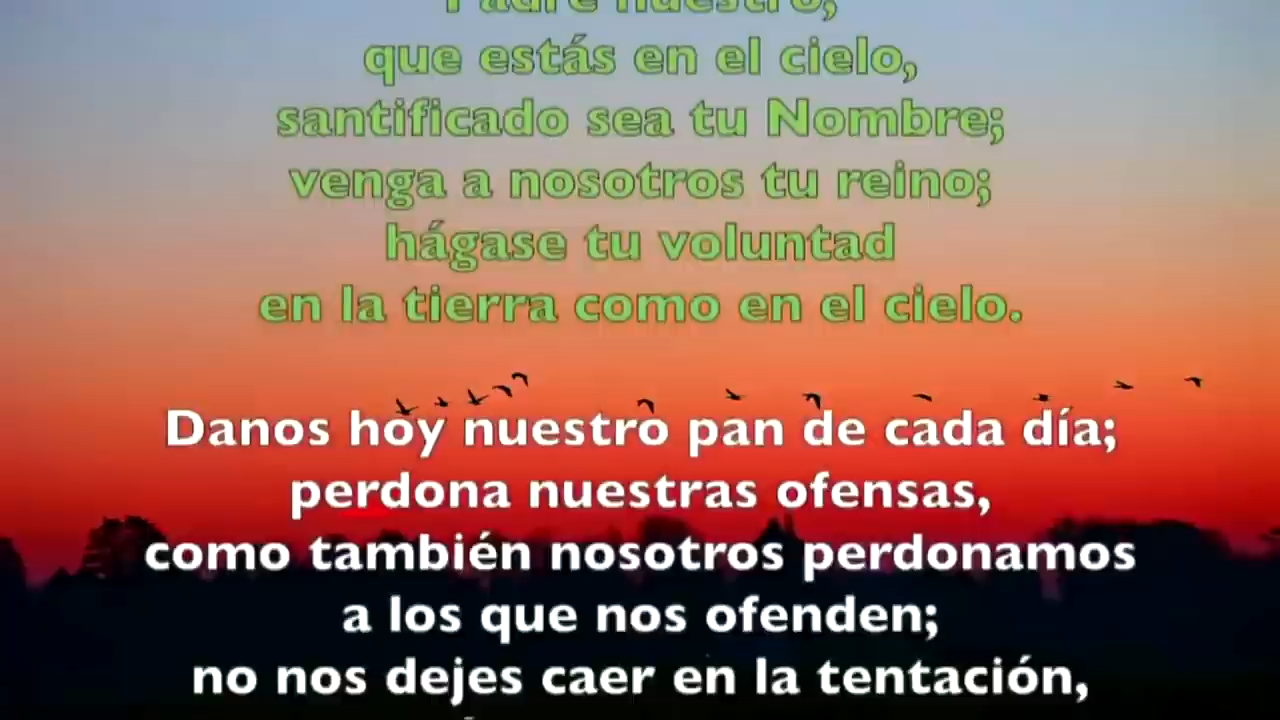 Padre nuestro,
que estás en el cielo,
santificado sea tu Nombre;
venga a nosotros tu reino;
hágase tu voluntad
en la tierra como en el cielo.
Danos hoy nuestro pan de cada día;
perdona nuestras ofensas,
como también nosotros perdonamos
a los que nos ofenden;
no nos dejes caer en la tentación,